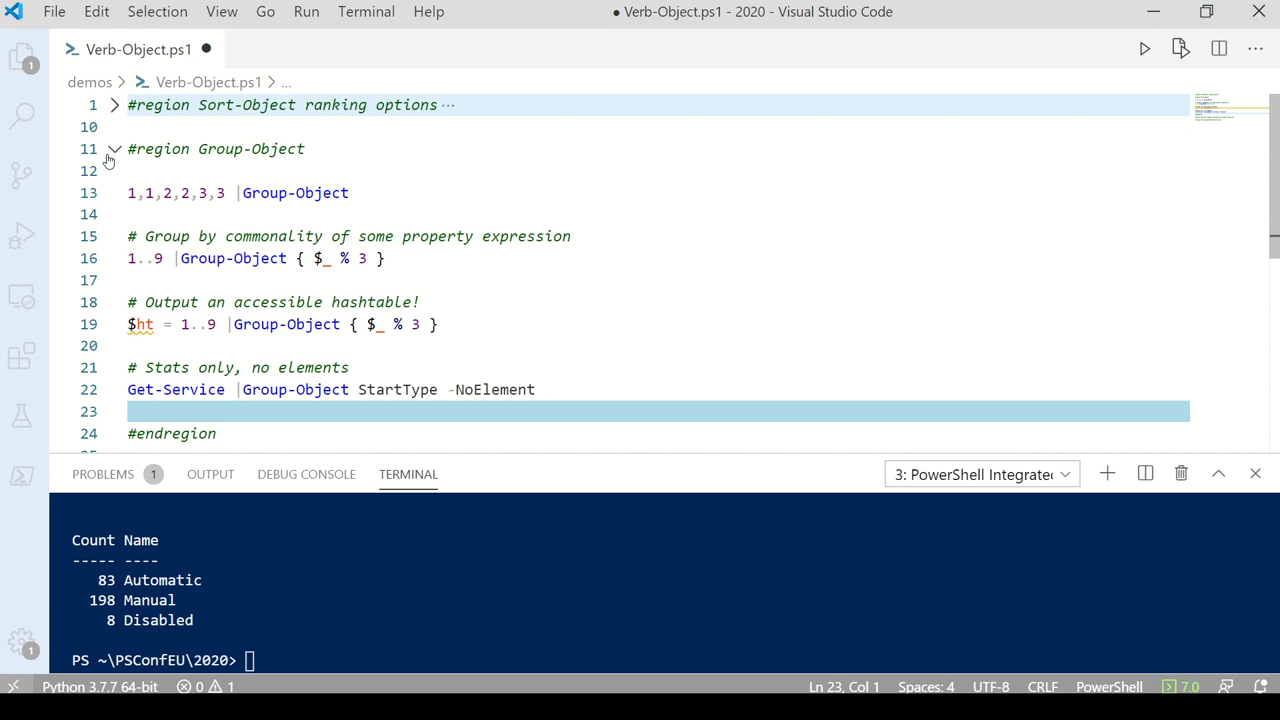 File Edit Selection View Go Run Terminal Help
● Verb-Object.ps1 - 2020 - Visual Studio Code
Verb-Object.ps1 ●
demos > Verb-Object.ps1 > ...
1 #region Sort-Object ranking options ...
10
11 #region Group-Object
12
13 1,1,2,2,3,3 |Group-Object
14
15 # Group by commonality of some property expression
16 1..9 |Group-Object { $_ % 3 }
17
18 # Output an accessible hashtable!
19 $ht = 1..9 |Group-Object { $_ % 3 }
20
21 # Stats only, no elements
22 Get-Service |Group-Object StartType -NoElement
23
24 #endregion
1
PROBLEMS 1 OUTPUT DEBUG CONSOLE TERMINAL
3: PowerShell Integrate
Count Name
----- ----
83 Automatic
198 Manual
8 Disabled
PS ~\PSConfEU\2020>
1
Python 3.7.7 64-bit 0 1
Ln 23, Col 1 Spaces: 4 UTF-8 CRLF PowerShell 7.0